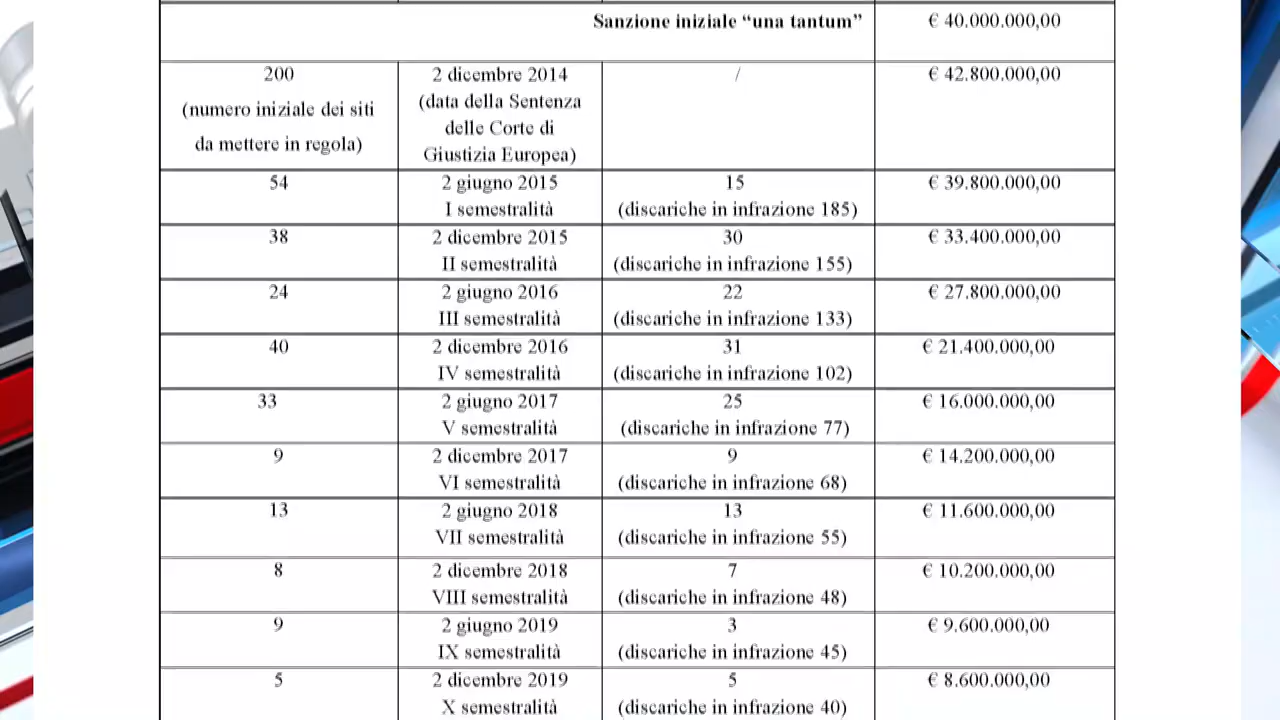 Sanzione iniziale “una tantum” € 40.000.000,00
200 2 dicembre 2014 / € 42.800.000,00
(numero iniziale dei siti (data della Sentenza
da mettere in regola) delle Corte di
Giustizia Europea)
54 2 giugno 2015 15 € 39.800.000,00
I semestralità (discariche in infrazione 185)
38 2 dicembre 2015 30 € 33.400.000,00
II semestralità (discariche in infrazione 155)
24 2 giugno 2016 22 € 27.800.000,00
III semestralità (discariche in infrazione 133)
40 2 dicembre 2016 31 € 21.400.000,00
IV semestralità (discariche in infrazione 102)
33 2 giugno 2017 25 € 16.000.000,00
V semestralità (discariche in infrazione 77)
9 2 dicembre 2017 9 € 14.200.000,00
VI semestralità (discariche in infrazione 68)
13 2 giugno 2018 13 € 11.600.000,00
VII semestralità (discariche in infrazione 55)
8 2 dicembre 2018 7 € 10.200.000,00
VIII semestralità (discariche in infrazione 48)
9 2 giugno 2019 3 € 9.600.000,00
IX semestralità (discariche in infrazione 45)
5 2 dicembre 2019 5 € 8.600.000,00
X semestralità (discariche in infrazione 40)